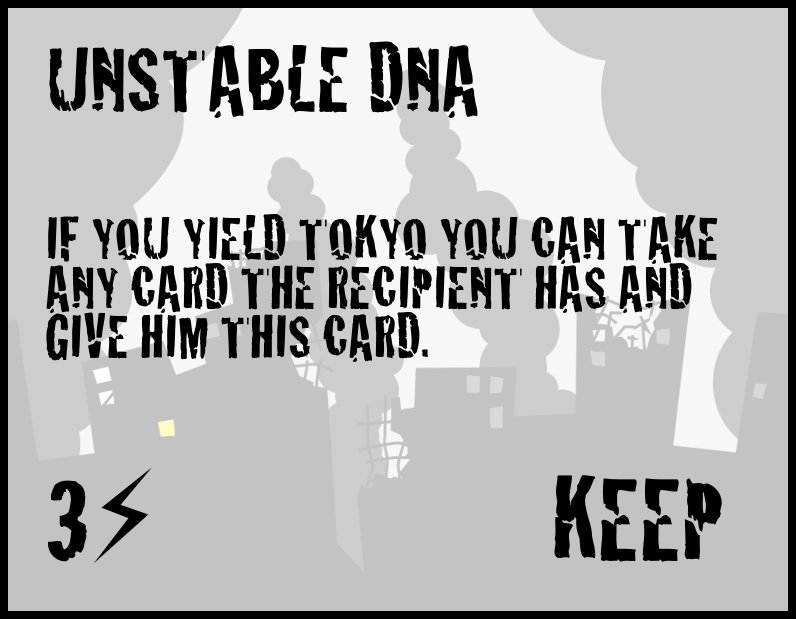 UNSTABLE DNA
IF YOU YIELD TOKYO YOU CAN TAKE
ANY CARD THE RECIPIENT HAS AND
GIVE HIM THIS CARD.
3
KEEP